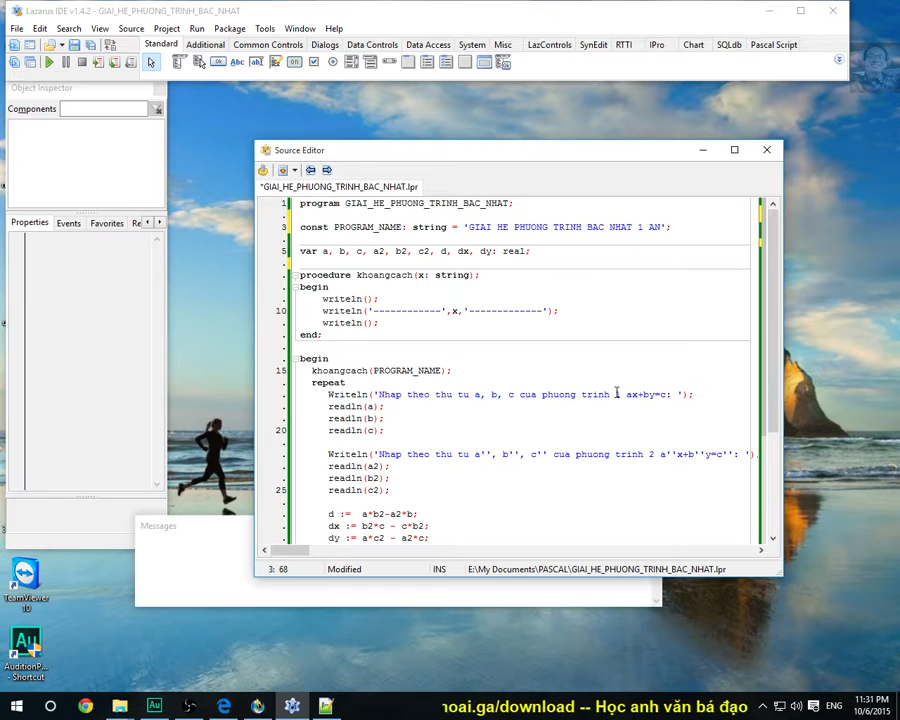 Lazarus IDE v1.4.2 - GIAI_HE_PHUONG_TRINH_BAC_NHAT
File Edit Search View Source Project Run Package Tools Window Help
Standard Additional Common Controls Dialogs Data Controls Data Access System Misc LazControls SynEdit RTTI IPro Chart SQLdb Pascal Script
Object Inspector
Components
Properties Events Favorites Re
Source Editor
*GIAI_HE_PHUONG_TRINH_BAC_NHAT.lpr
1 program GIAI_HE_PHUONG_TRINH_BAC_NHAT;
3 const PROGRAM_NAME: string = 'GIAI HE PHUONG TRINH BAC NHAT 1 AN';
5 var a, b, c, a2, b2, c2, d, dx, dy: real;
procedure khoangcach(x: string);
begin
writeln();
10 writeln('------------',x,'-------------');
writeln();
end;
begin
15 khoangcach(PROGRAM_NAME);
repeat
Writeln('Nhap theo thu tu a, b, c cua phuong trinh 1 ax+by=c: ');
readln(a);
readln(b);
20 readln(c);
Writeln('Nhap theo thu tu a'', b'', c'' cua phuong trinh 2 a''x+b''y=c'': ')
readln(a2);
readln(b2);
25 readln(c2);
d := a*b2-a2*b;
dx := b2*c - c*b2;
dy := a*c2 - a2*c;
3: 68 Modified INS E:\My Documents\PASCAL\GIAI_HE_PHUONG_TRINH_BAC_NHAT.lpr
Messages
TeamViewer
10
AuditionP...
- Shortcut
noai.ga/download -- Học anh văn bá đạo
ENG
11:31 PM
10/6/2015